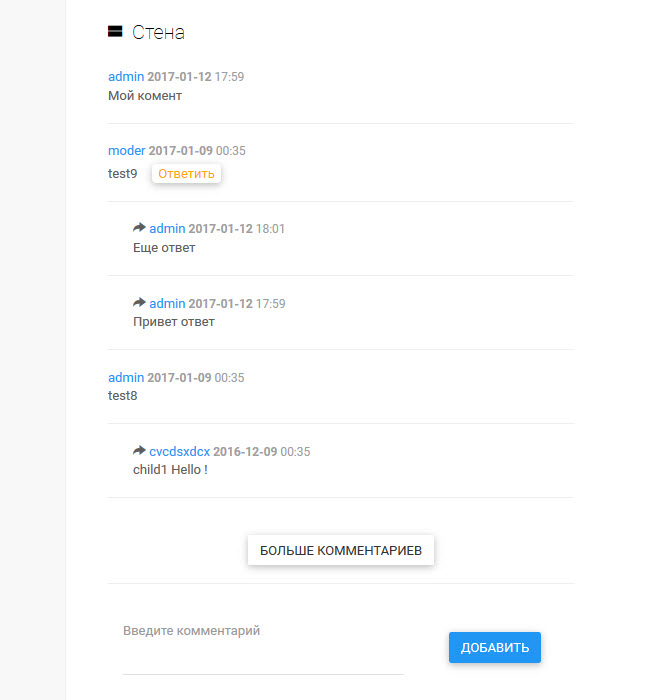 Стена
admin 2017-01-12 17:59
Мой комент
moder 2017-01-09 00:35
test9 Ответить
admin 2017-01-12 18:01
Еще ответ
admin 2017-01-12 17:59
Привет ответ
admin 2017-01-09 00:35
test8
cvcdsxdcx 2016-12-09 00:35
child1 Hello !
БОЛЬШЕ КОММЕНТАРИЕВ
Введите комментарий
ДОБАВИТЬ